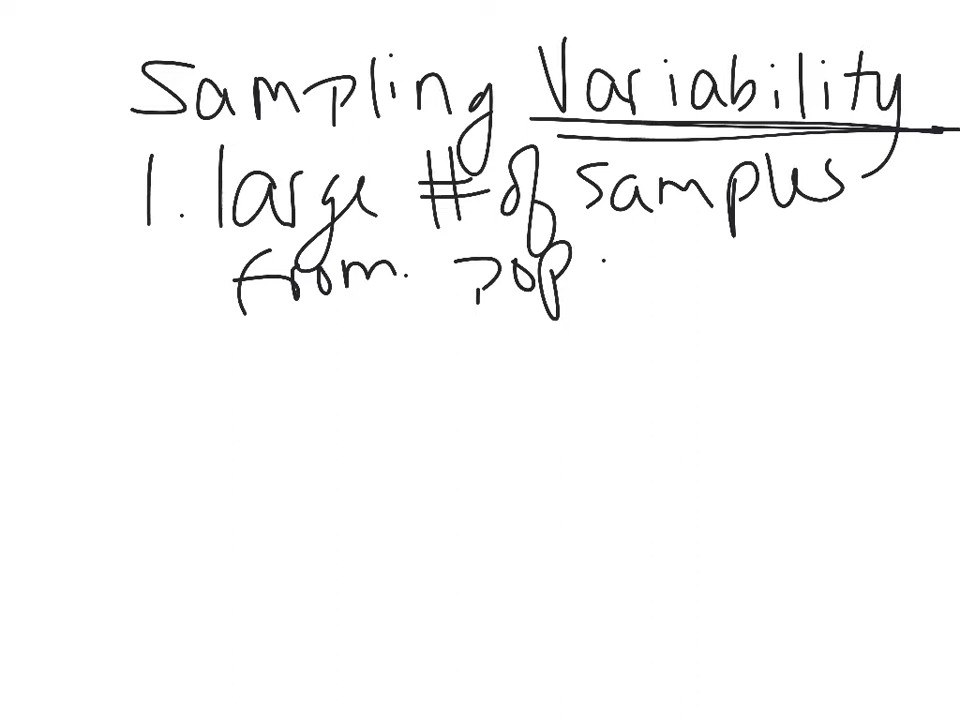 Sampling Variability
1. large # of samples
from pop.